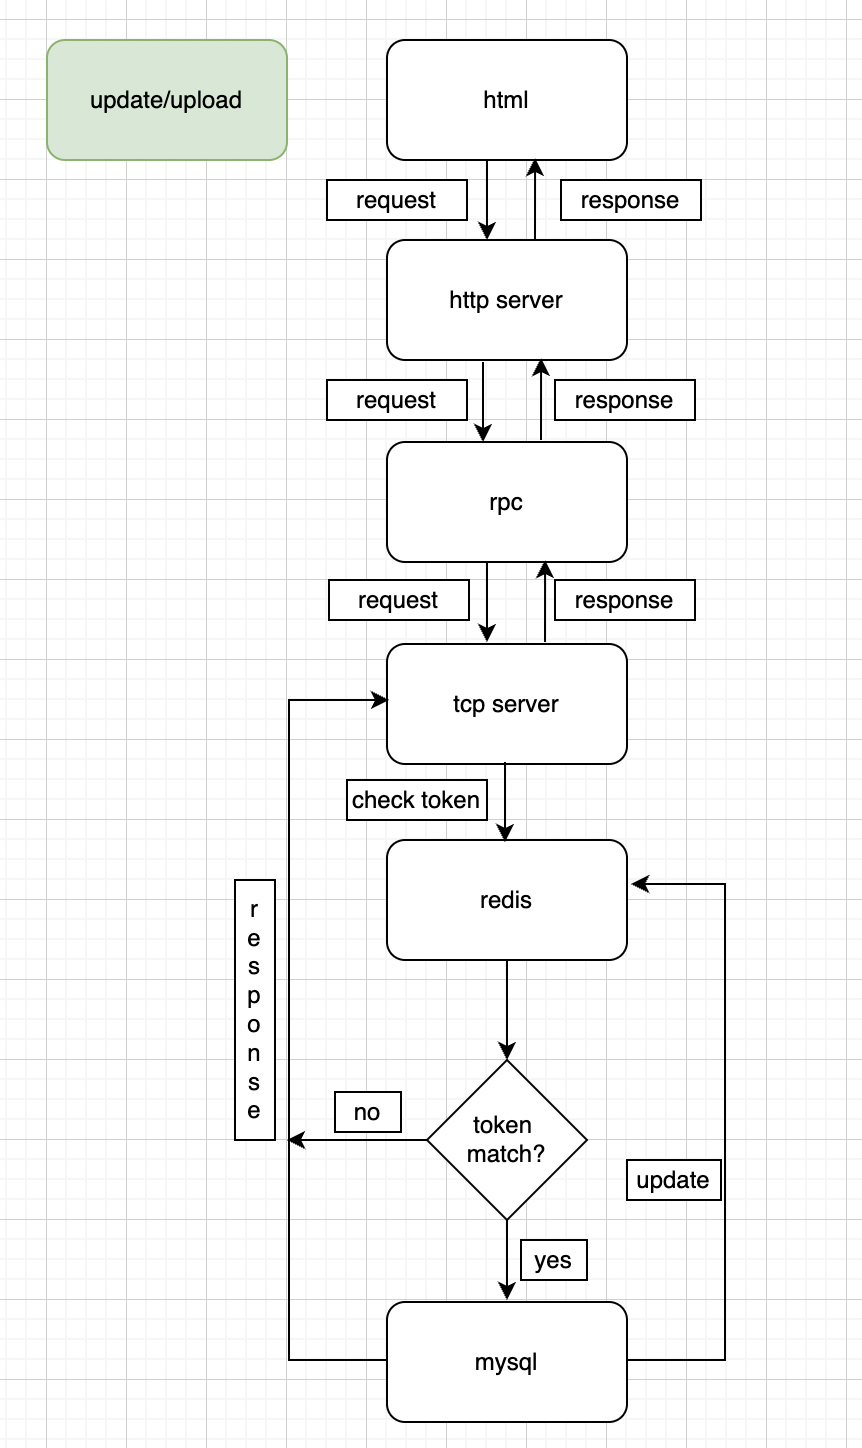 update/upload
html
request
response
http server
request
response
rpc
request
response
tcp server
check token
redis
response
no
token
match?
update
yes
mysql